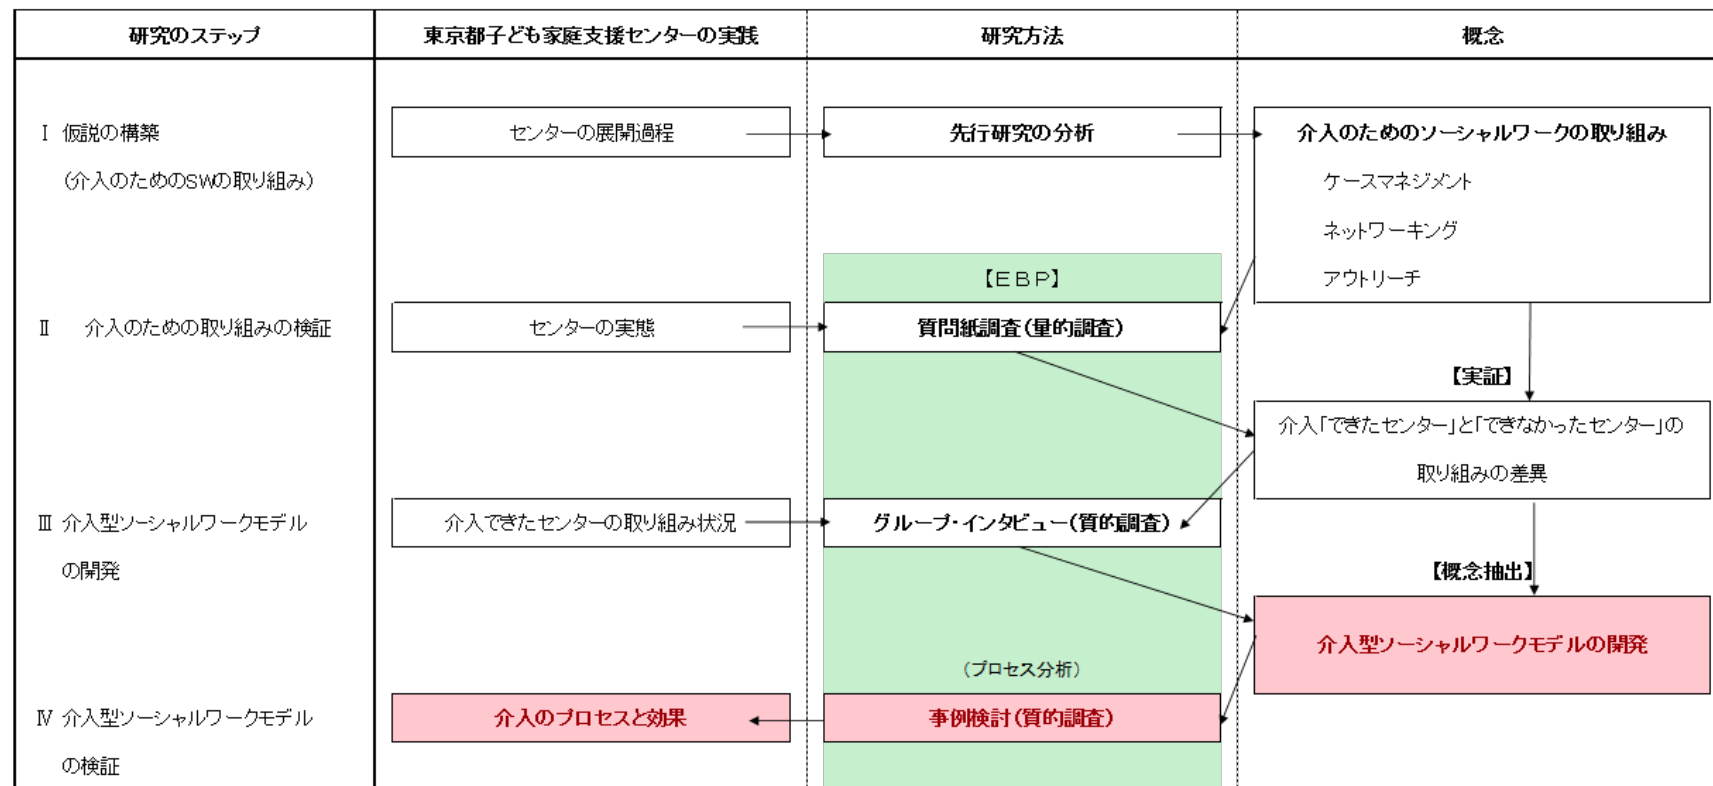 研究のステップ
東京都子ども家庭支援センターの実践
研究方法
概念
Ⅰ 仮説の構築
(介入のためのSWの取り組み)
センターの展開過程
先行研究の分析
介入のためのソーシャルワークの取り組み
ケースマネジメント
ネットワーキング
アウトリーチ
【EBP】
Ⅱ 介入のための取り組みの検証
センターの実態
質問紙調査(量的調査)
【実証】
介入「できたセンター」と「できなかったセンター」の
取り組みの差異
Ⅲ 介入型ソーシャルワークモデル
の開発
介入できたセンターの取り組み状況
グループ・インタビュー(質的調査)
【概念抽出】
介入型ソーシャルワークモデルの開発
(プロセス分析)
Ⅳ 介入型ソーシャルワークモデル
の検証
介入のプロセスと効果
事例検討(質的調査)